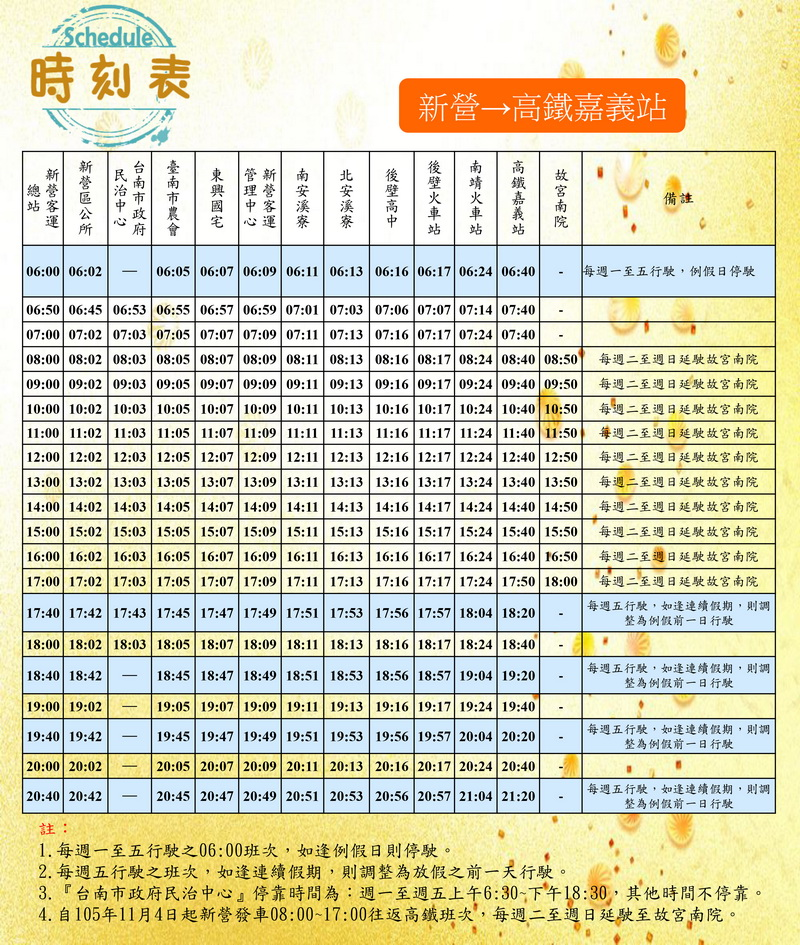 Schedule
時刻表
新營→高鐵嘉義站
新營客運總站 新營區公所 台南市政府民治中心 臺南市農會 東興國宅 新營客運管理中心 南安溪寮 北安溪寮 後壁高中 後壁火車站 南靖火車站 高鐵嘉義站 故宮南院 備註
06:00 06:02 — 06:05 06:07 06:09 06:11 06:13 06:16 06:17 06:24 06:40 - 每週一至五行駛，例假日停駛
06:50 06:45 06:53 06:55 06:57 06:59 07:01 07:03 07:06 07:07 07:14 07:40 -
07:00 07:02 07:03 07:05 07:07 07:09 07:11 07:13 07:16 07:17 07:24 07:40 -
08:00 08:02 08:03 08:05 08:07 08:09 08:11 08:13 08:16 08:17 08:24 08:40 08:50 每週二至週日延駛故宮南院
09:00 09:02 09:03 09:05 09:07 09:09 09:11 09:13 09:16 09:17 09:24 09:40 09:50 每週二至週日延駛故宮南院
10:00 10:02 10:03 10:05 10:07 10:09 10:11 10:13 10:16 10:17 10:24 10:40 10:50 每週二至週日延駛故宮南院
11:00 11:02 11:03 11:05 11:07 11:09 11:11 11:13 11:16 11:17 11:24 11:40 11:50 每週二至週日延駛故宮南院
12:00 12:02 12:03 12:05 12:07 12:09 12:11 12:13 12:16 12:17 12:24 12:40 12:50 每週二至週日延駛故宮南院
13:00 13:02 13:03 13:05 13:07 13:09 13:11 13:13 13:16 13:17 13:24 13:40 13:50 每週二至週日延駛故宮南院
14:00 14:02 14:03 14:05 14:07 14:09 14:11 14:13 14:16 14:17 14:24 14:40 14:50 每週二至週日延駛故宮南院
15:00 15:02 15:03 15:05 15:07 15:09 15:11 15:13 15:16 15:17 15:24 15:40 15:50 每週二至週日延駛故宮南院
16:00 16:02 16:03 16:05 16:07 16:09 16:11 16:13 16:16 16:17 16:24 16:40 16:50 每週二至週日延駛故宮南院
17:00 17:02 17:03 17:05 17:07 17:09 17:11 17:13 17:16 17:17 17:24 17:50 18:00 每週二至週日延駛故宮南院
17:40 17:42 17:43 17:45 17:47 17:49 17:51 17:53 17:56 17:57 18:04 18:20 - 每週五行駛，如逢連續假期，則調
整為例假前一日行駛
18:00 18:02 18:03 18:05 18:07 18:09 18:11 18:13 18:16 18:17 18:24 18:40 -
18:40 18:42 — 18:45 18:47 18:49 18:51 18:53 18:56 18:57 19:04 19:20 - 每週五行駛，如逢連續假期，則調
整為例假前一日行駛
19:00 19:02 — 19:05 19:07 19:09 19:11 19:13 19:16 19:17 19:24 19:40 -
19:40 19:42 — 19:45 19:47 19:49 19:51 19:53 19:56 19:57 20:04 20:20 - 每週五行駛，如逢連續假期，則調
整為例假前一日行駛
20:00 20:02 — 20:05 20:07 20:09 20:11 20:13 20:16 20:17 20:24 20:40 -
20:40 20:42 — 20:45 20:47 20:49 20:51 20:53 20:56 20:57 21:04 21:20 - 每週五行駛，如逢連續假期，則調
整為例假前一日行駛
註：
1.每週一至五行駛之06:00班次，如逢例假日則停駛。
2.每週五行駛之班次，如逢連續假期，則調整為放假之前一天行駛。
3.『台南市政府民治中心』停靠時間為：週一至週五上午6:30~下午18:30，其他時間不停靠。
4.自105年11月4日起新營發車08:00~17:00往返高鐵班次，每週二至週日延駛至故宮南院。